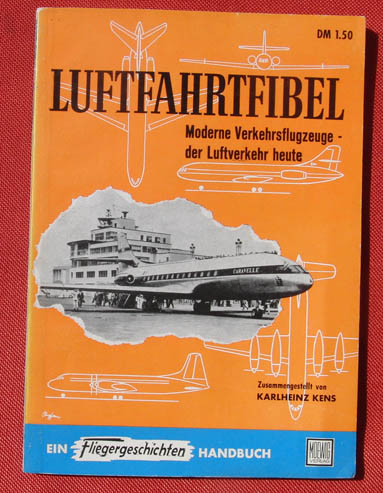 DM 1.50
LUFTFAHRTFIBEL
Moderne Verkehrsflugzeuge -
der Luftverkehr heute
CARAVELLE
Zusammengestellt von
KARLHEINZ KENS
EIN Fliegergeschichten HANDBUCH
MOEWIG
VERLAG